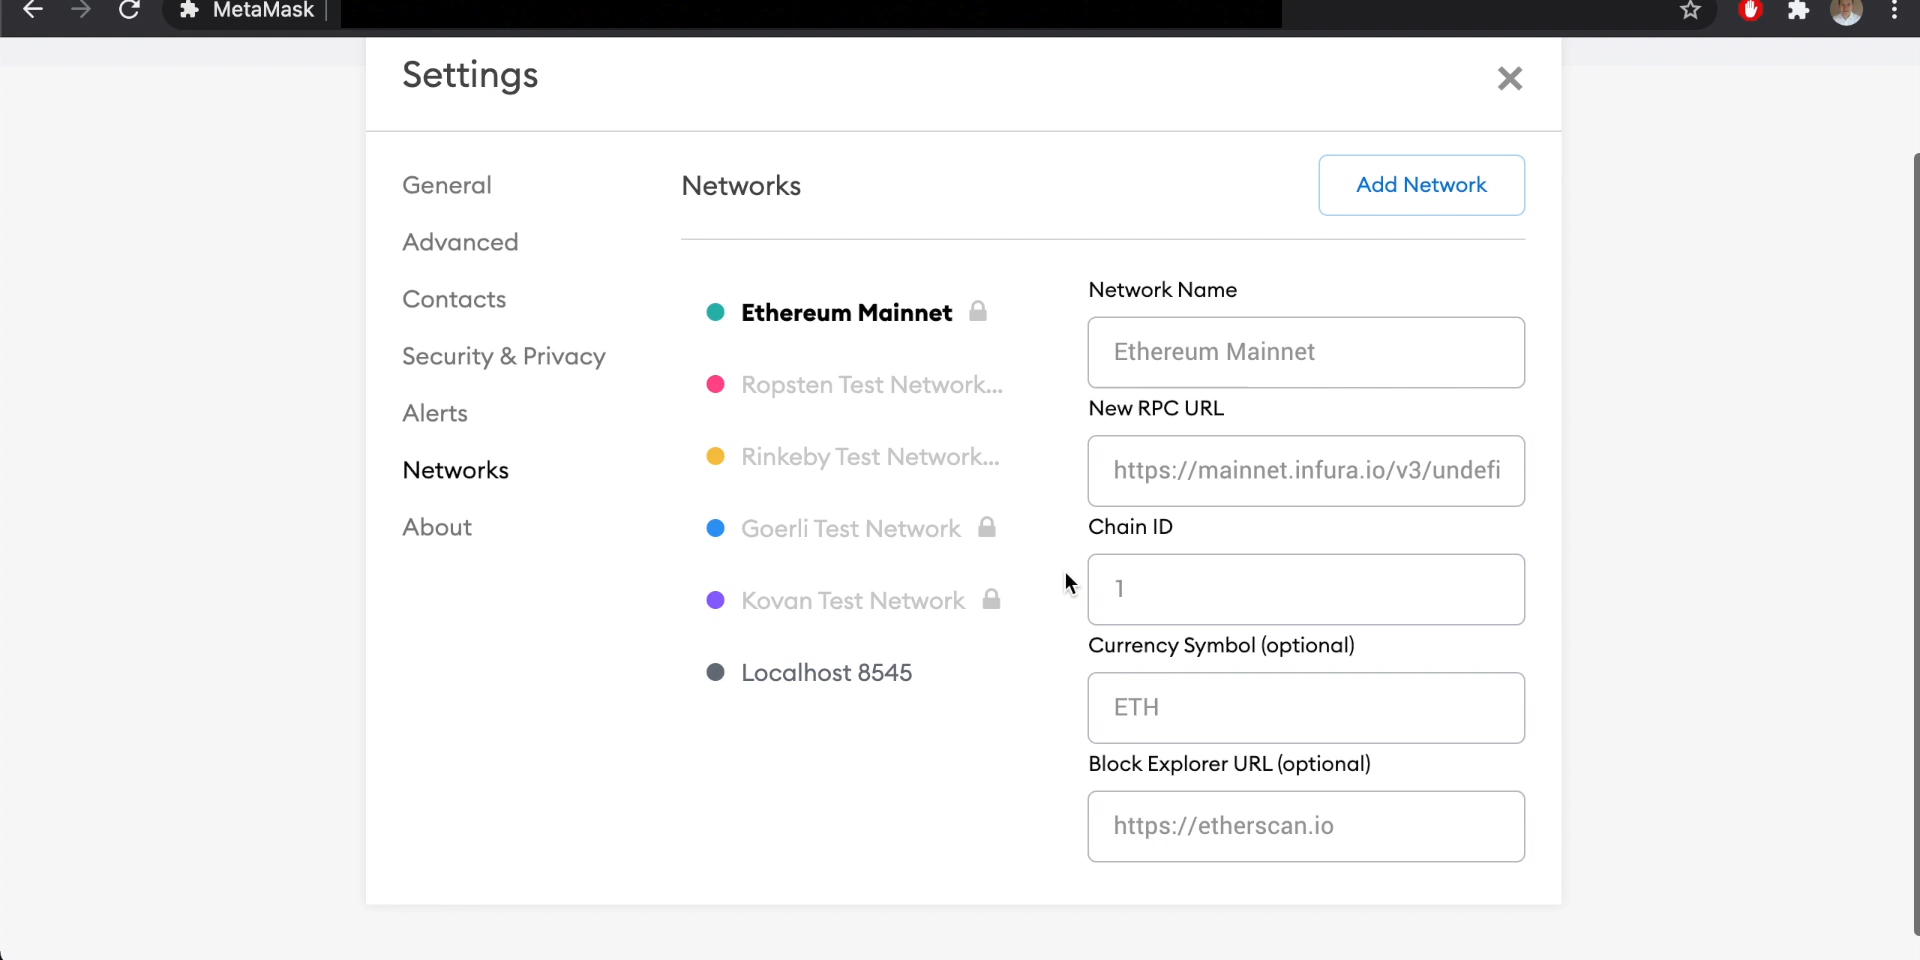 MetaMask
Settings
General
Advanced
Contacts
Security & Privacy
Alerts
Networks
About
Networks
Add Network
Ethereum Mainnet
Ropsten Test Network...
Rinkeby Test Network...
Goerli Test Network
Kovan Test Network
Localhost 8545
Network Name
Ethereum Mainnet
New RPC URL
https://mainnet.infura.io/v3/undefi
Chain ID
1
Currency Symbol (optional)
ETH
Block Explorer URL (optional)
https://etherscan.io